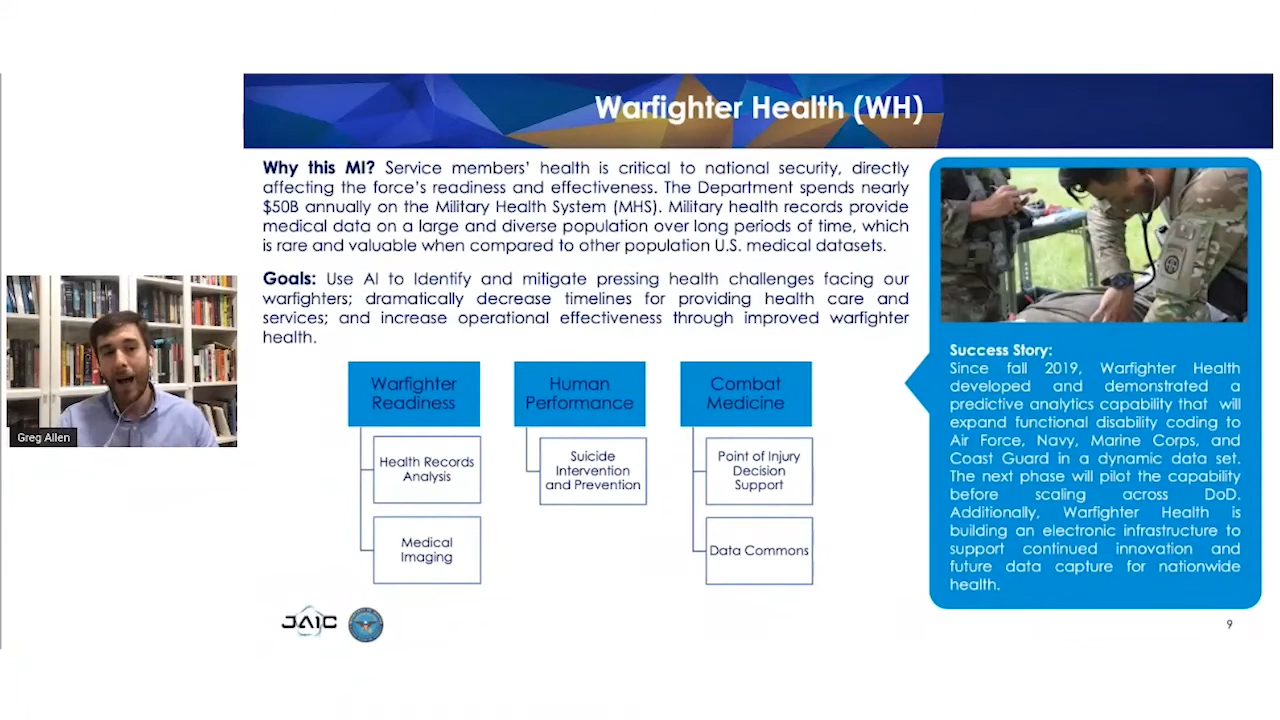 Warfighter Health (WH)
Why this MI? Service members' health is critical to national security, directly
affecting the force's readiness and effectiveness. The Department spends nearly
$50B annually on the Military Health System (MHS). Military health records provide
medical data on a large and diverse population over long periods of time, which
is rare and valuable when compared to other population U.S. medical datasets.
Goals: Use AI to Identify and mitigate pressing health challenges facing our
warfighters; dramatically decrease timelines for providing health care and
services; and increase operational effectiveness through improved warfighter
health.
Warfighter
Readiness
Health Records
Analysis
Medical
Imaging
Human
Performance
Suicide
Intervention
and Prevention
Combat
Medicine
Point of Injury
Decision
Support
Data Commons
Success Story:
Since fall 2019, Warfighter Health
developed and demonstrated a
predictive analytics capability that will
expand functional disability coding to
Air Force, Navy, Marine Corps, and
Coast Guard in a dynamic data set.
The next phase will pilot the capability
before scaling across DoD.
Additionally, Warfighter Health is
building an electronic infrastructure to
support continued innovation and
future data capture for nationwide
health.
Greg Allen
JAIC
9